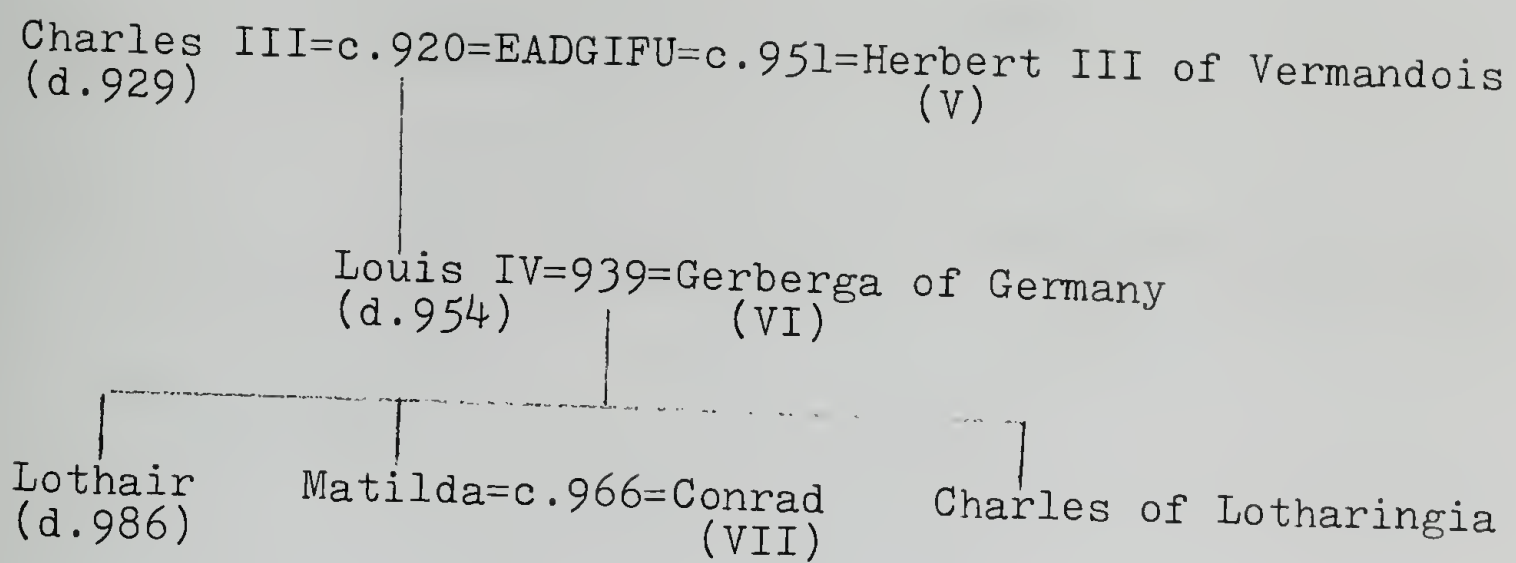 Charles III=c.920=EADGIFU=c.951=Herbert III of Vermandois
(d.929) (V)
Louis IV=939=Gerberga of Germany
(d.954) (VI)
Lothair Matilda=c.966=Conrad Charles of Lotharingia
(d.986) (VII)